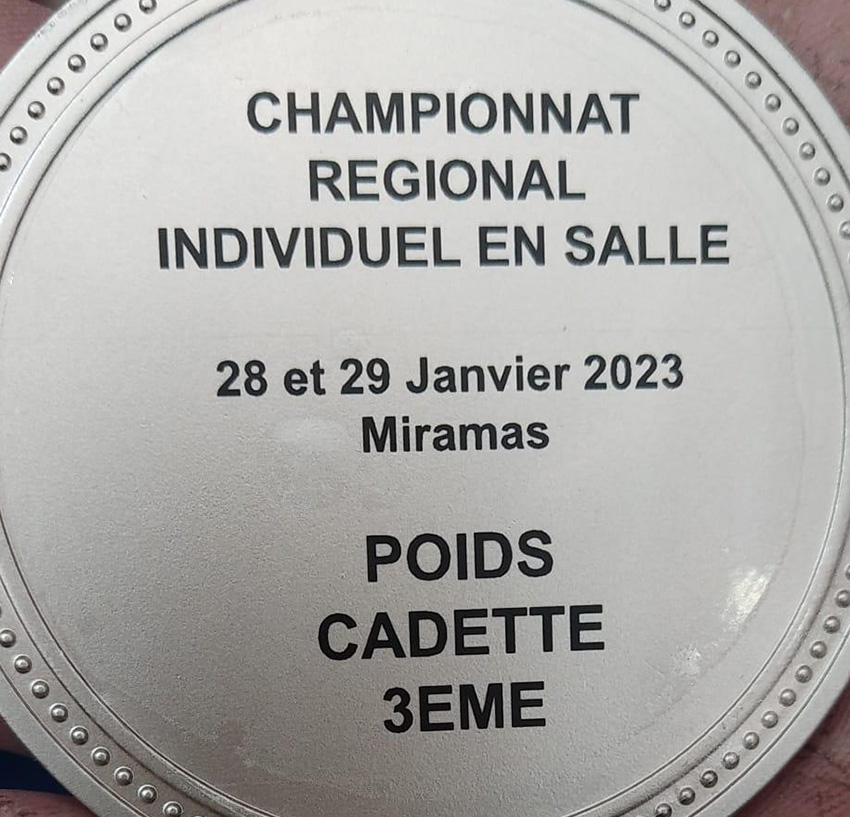 CHAMPIONNAT
REGIONAL
INDIVIDUEL EN SALLE
28 et 29 Janvier 2023
Miramas
POIDS
CADETTE
3EME